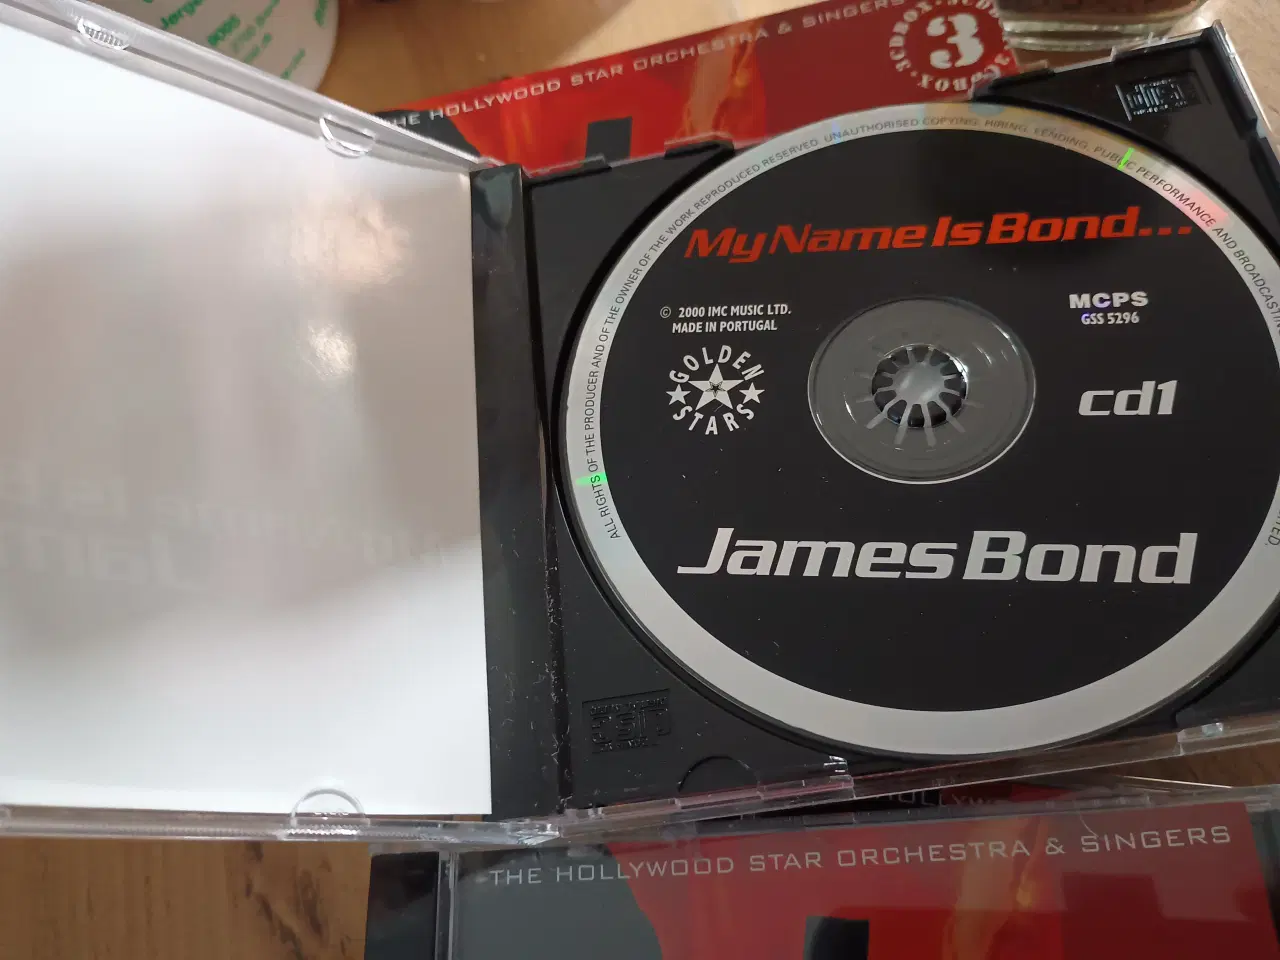 THE HOLLYWOOD STAR ORCHESTRA & SINGERS
3CDBOX
3
ALL RIGHTS OF THE PRODUCER AND OF THE OWNER OF THE WORK REPRODUCED RESERVED. UNAUTHORISED COPYING, HIRING, LENDING, PUBLIC PERFORMANCE AND BROADCASTING
My Name Is Bond...
© 2000 IMC MUSIC LTD.
MADE IN PORTUGAL
MCPS
GSS 5296
GOLDEN
STARS
cd1
James Bond
THE HOLLYWOOD STAR ORCHESTRA & SINGERS